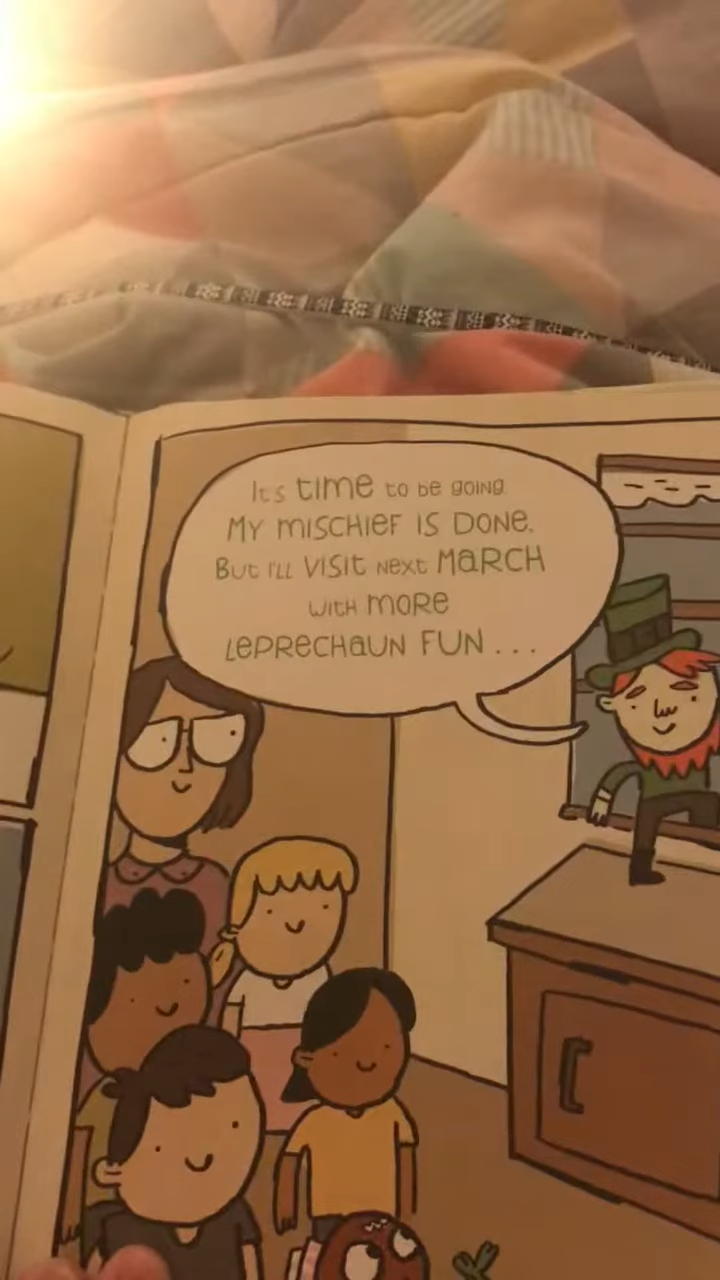 It's time to be going.
My mischief is done.
But I'll visit next March
with more
leprechaun fun...